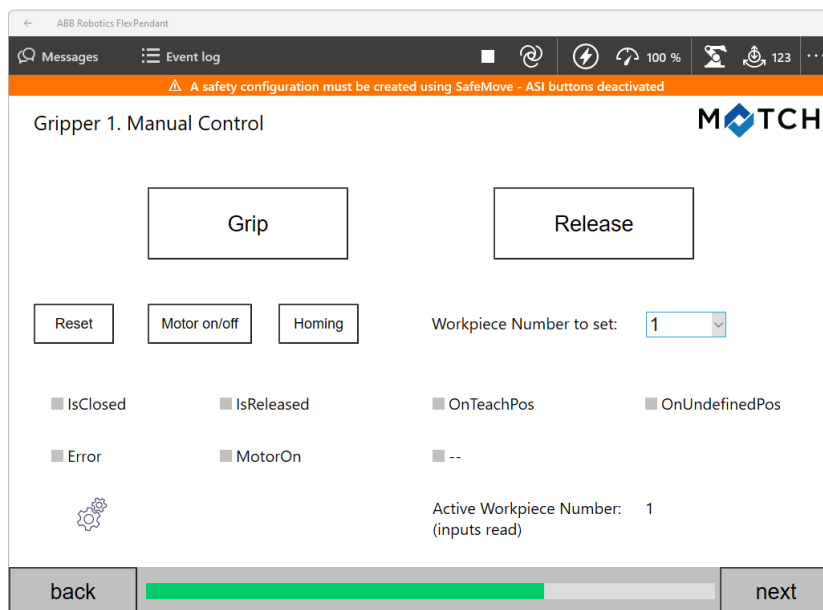 ABB Robotics FlexPendant
Messages
Event log
100 %
123
A safety configuration must be created using SafeMove - ASI buttons deactivated
Gripper 1. Manual Control
MATCH
Grip
Release
Reset
Motor on/off
Homing
Workpiece Number to set:
1
IsClosed
IsReleased
OnTeachPos
OnUndefinedPos
Error
MotorOn
--
Active Workpiece Number:
1
(inputs read)
back
next